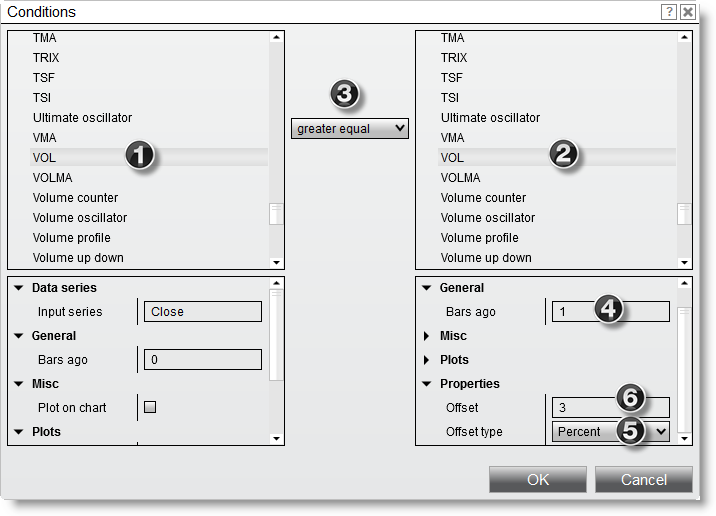 Conditions
?
TMA
TRIX
TSF
TSI
Ultimate oscillator
VMA
VOL
1
VOLMA
Volume counter
Volume oscillator
Volume profile
Volume up down
3
greater equal
TMA
TRIX
TSF
TSI
Ultimate oscillator
VMA
VOL
2
VOLMA
Volume counter
Volume oscillator
Volume profile
Volume up down
Data series
Input series Close
General
Bars ago 0
Misc
Plot on chart
Plots
General
Bars ago 1 4
Misc
Plots
Properties
Offset 3 6
Offset type Percent 5
OK Cancel